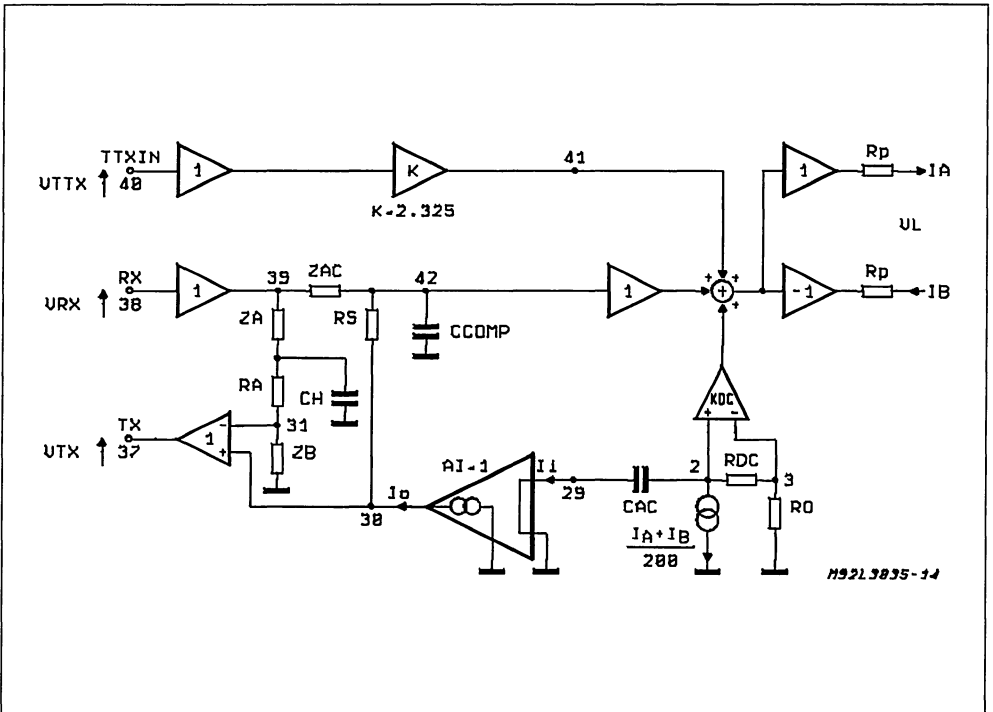 TTXIN
VTTX
40
1
K
K=2.325
41
1
Rp
IA
VL
RX
VRX
38
1
39
ZAC
42
1
+ + + +
-1
Rp
IB
ZA
RS
CCOMP
RA
CH
KDC
+ -
TX
VTX
37
1
-
+
31
ZB
AI=1
Ii
29
CAC
2
RDC
3
RO
Io
30
IA+IB
200
M92L3035-14